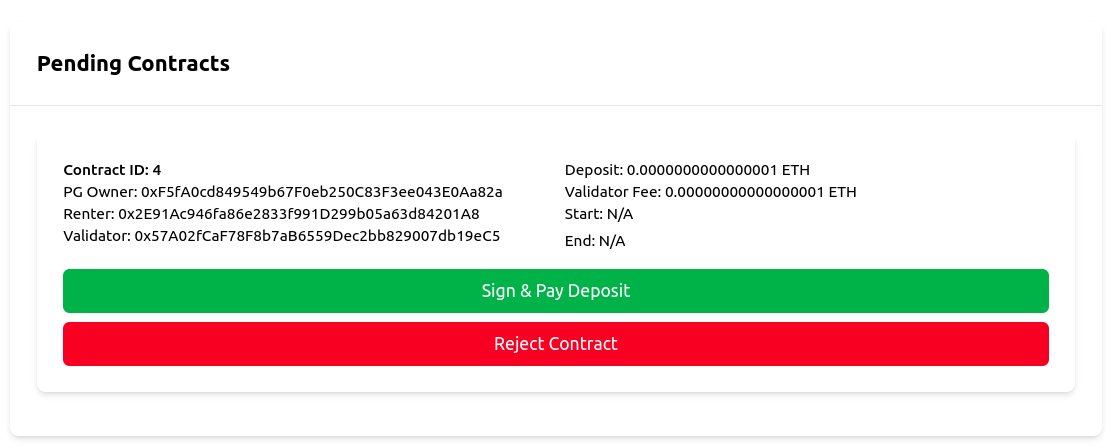 Pending Contracts
Contract ID: 4
PG Owner: 0xF5fA0cd849549b67F0eb250C83F3ee043E0Aa82a
Renter: 0x2E91Ac946fa86e2833f991D299b05a63d84201A8
Validator: 0x57A02fCaF78F8b7aB6559Dec2bb829007db19eC5
Deposit: 0.0000000000000001 ETH
Validator Fee: 0.00000000000000001 ETH
Start: N/A
End: N/A
Sign & Pay Deposit
Reject Contract